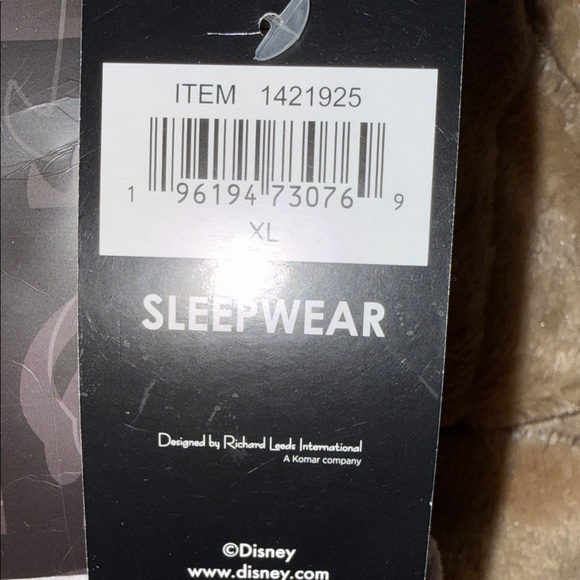 ITEM 1421925
1 96194 73076 9
XL
SLEEPWEAR
Designed by Richard Leeds International
A Komar company
©Disney
www.disney.com